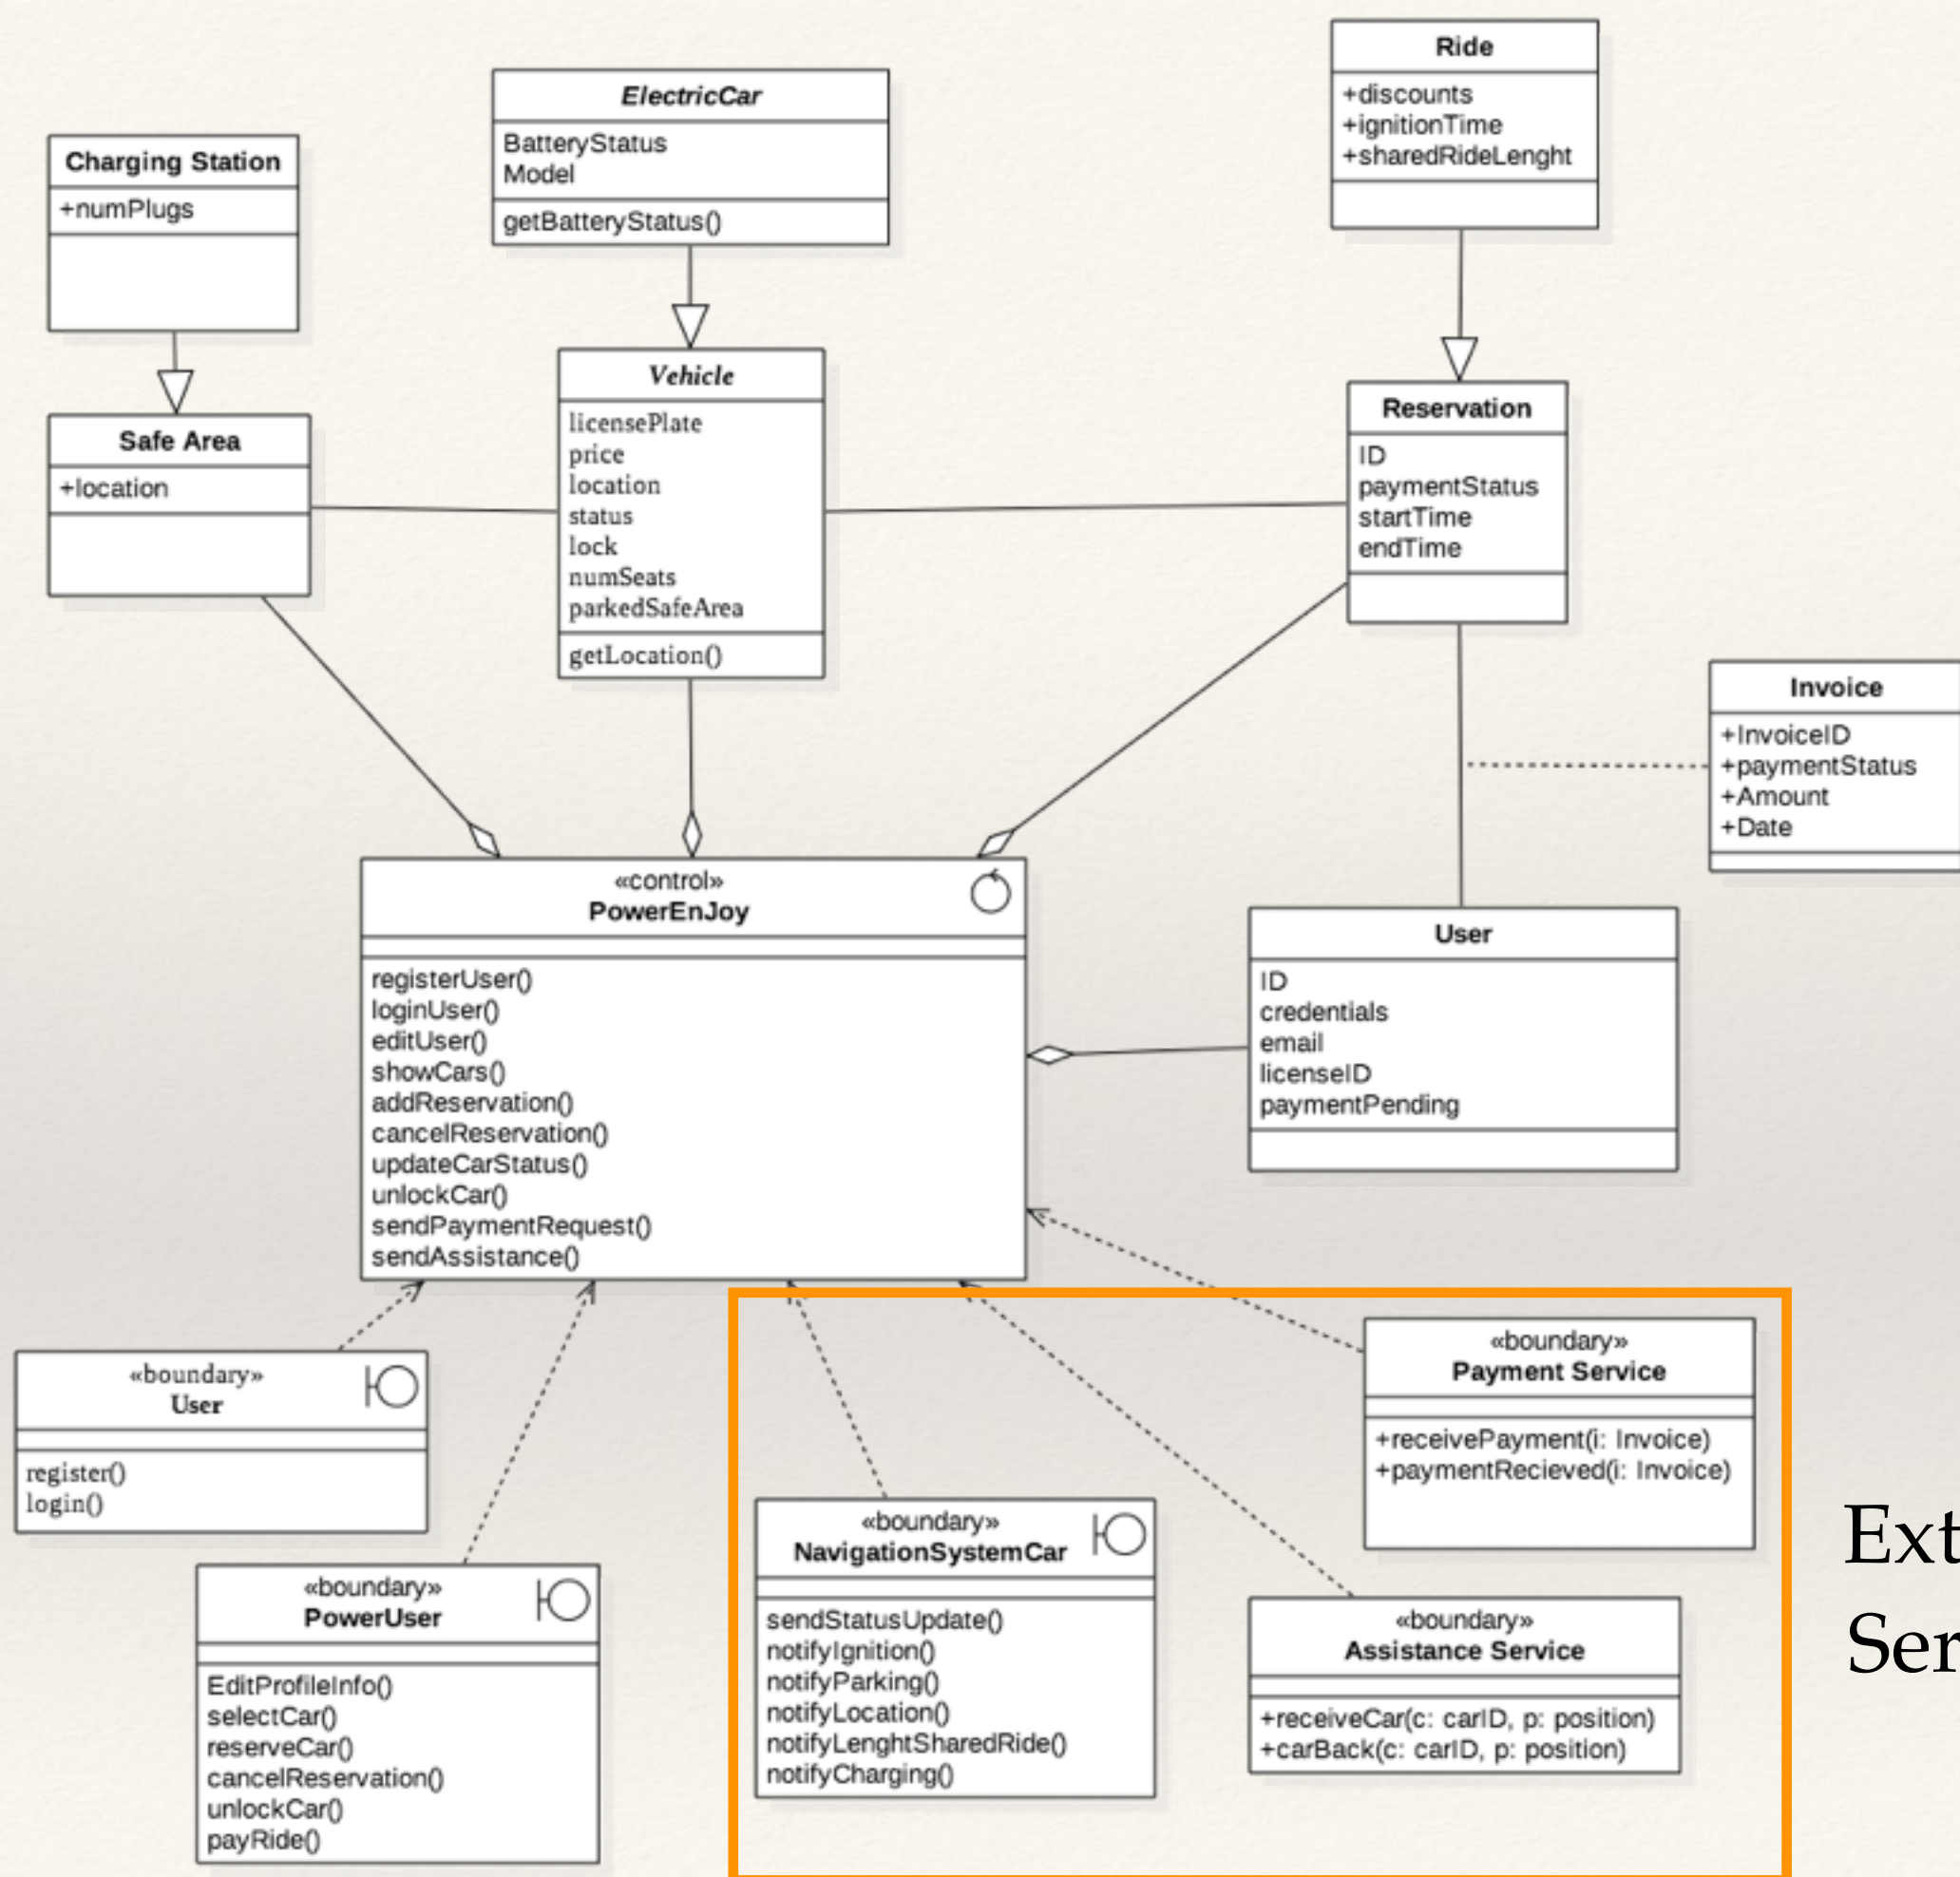 Ride
+discounts
+ignitionTime
+sharedRideLenght
ElectricCar
BatteryStatus
Model
getBatteryStatus()
Charging Station
+numPlugs
Safe Area
+location
Vehicle
licensePlate
price
location
status
lock
numSeats
parkedSafeArea
getLocation()
Reservation
ID
paymentStatus
startTime
endTime
Invoice
+InvoiceID
+paymentStatus
+Amount
+Date
«control»
PowerEnJoy
registerUser()
loginUser()
editUser()
showCars()
addReservation()
cancelReservation()
updateCarStatus()
unlockCar()
sendPaymentRequest()
sendAssistance()
User
ID
credentials
email
licenseID
paymentPending
«boundary»
User
register()
login()
«boundary»
PowerUser
EditProfileInfo()
selectCar()
reserveCar()
cancelReservation()
unlockCar()
payRide()
«boundary»
NavigationSystemCar
sendStatusUpdate()
notifyIgnition()
notifyParking()
notifyLocation()
notifyLenghtSharedRide()
notifyCharging()
«boundary»
Payment Service
+receivePayment(i: Invoice)
+paymentRecieved(i: Invoice)
«boundary»
Assistance Service
+receiveCar(c: carID, p: position)
+carBack(c: carID, p: position)
Ext
Ser